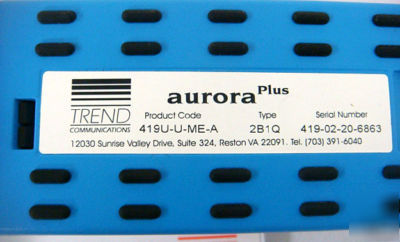 aurora Plus
TREND
COMMUNICATIONS
Product Code Type Serial Number
419U-U-ME-A 2B1Q 419-02-20-6863
12030 Sunrise Valley Drive, Suite 324, Reston VA 22091. Tel. (703) 391-6040